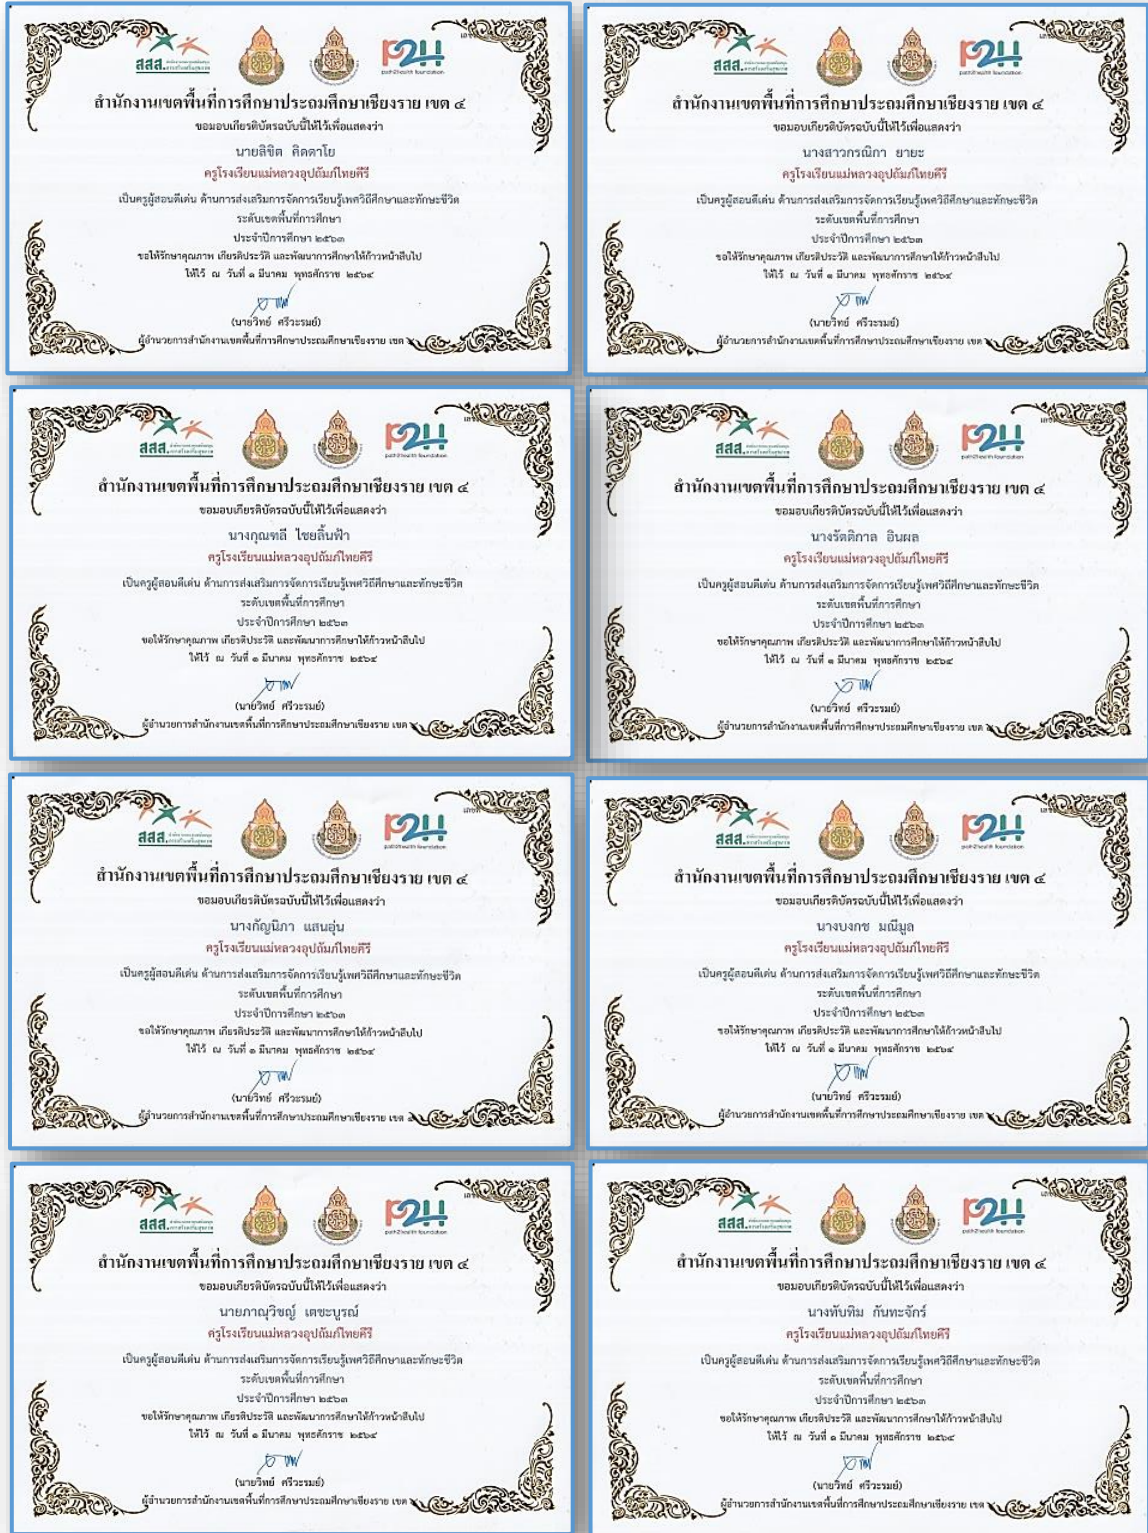 สสส.
P2H
path2health foundation
สำนักงานเขตพื้นที่การศึกษาประถมศึกษาเชียงราย เขต ๔
ขอมอบเกียรติบัตรฉบับนี้ให้ไว้เพื่อแสดงว่า
นายลิขิต คิดดาโย
ครูโรงเรียนแม่หลวงอุปถัมภ์ไทยคีรี
เป็นครูผู้สอนดีเด่น ด้านการส่งเสริมการจัดการเรียนรู้เพศวิถีศึกษาและทักษะชีวิต
ระดับเขตพื้นที่การศึกษา
ประจำปีการศึกษา ๒๕๖๓
ขอให้รักษาคุณภาพ เกียรติประวัติ และพัฒนาการศึกษาให้ก้าวหน้าสืบไป
ให้ไว้ ณ วันที่ ๑ มีนาคม พุทธศักราช ๒๕๖๔
(นายวิทย์ ศรีวะรมย์)
ผู้อำนวยการสำนักงานเขตพื้นที่การศึกษาประถมศึกษาเชียงราย เขต
สสส.
P2H
path2health foundation
สำนักงานเขตพื้นที่การศึกษาประถมศึกษาเชียงราย เขต ๔
ขอมอบเกียรติบัตรฉบับนี้ให้ไว้เพื่อแสดงว่า
นางสาวกรณิกา ยายะ
ครูโรงเรียนแม่หลวงอุปถัมภ์ไทยคีรี
เป็นครูผู้สอนดีเด่น ด้านการส่งเสริมการจัดการเรียนรู้เพศวิถีศึกษาและทักษะชีวิต
ระดับเขตพื้นที่การศึกษา
ประจำปีการศึกษา ๒๕๖๓
ขอให้รักษาคุณภาพ เกียรติประวัติ และพัฒนาการศึกษาให้ก้าวหน้าสืบไป
ให้ไว้ ณ วันที่ ๑ มีนาคม พุทธศักราช ๒๕๖๔
(นายวิทย์ ศรีวะรมย์)
ผู้อำนวยการสำนักงานเขตพื้นที่การศึกษาประถมศึกษาเชียงราย เขต
สสส.
P2H
path2health foundation
สำนักงานเขตพื้นที่การศึกษาประถมศึกษาเชียงราย เขต ๔
ขอมอบเกียรติบัตรฉบับนี้ให้ไว้เพื่อแสดงว่า
นางกุณฑลี ไชยลิ้นฟ้า
ครูโรงเรียนแม่หลวงอุปถัมภ์ไทยคีรี
เป็นครูผู้สอนดีเด่น ด้านการส่งเสริมการจัดการเรียนรู้เพศวิถีศึกษาและทักษะชีวิต
ระดับเขตพื้นที่การศึกษา
ประจำปีการศึกษา ๒๕๖๓
ขอให้รักษาคุณภาพ เกียรติประวัติ และพัฒนาการศึกษาให้ก้าวหน้าสืบไป
ให้ไว้ ณ วันที่ ๑ มีนาคม พุทธศักราช ๒๕๖๔
(นายวิทย์ ศรีวะรมย์)
ผู้อำนวยการสำนักงานเขตพื้นที่การศึกษาประถมศึกษาเชียงราย เขต
สสส.
P2H
path2health foundation
สำนักงานเขตพื้นที่การศึกษาประถมศึกษาเชียงราย เขต ๔
ขอมอบเกียรติบัตรฉบับนี้ให้ไว้เพื่อแสดงว่า
นางรัตติกาล อินผล
ครูโรงเรียนแม่หลวงอุปถัมภ์ไทยคีรี
เป็นครูผู้สอนดีเด่น ด้านการส่งเสริมการจัดการเรียนรู้เพศวิถีศึกษาและทักษะชีวิต
ระดับเขตพื้นที่การศึกษา
ประจำปีการศึกษา ๒๕๖๓
ขอให้รักษาคุณภาพ เกียรติประวัติ และพัฒนาการศึกษาให้ก้าวหน้าสืบไป
ให้ไว้ ณ วันที่ ๑ มีนาคม พุทธศักราช ๒๕๖๔
(นายวิทย์ ศรีวะรมย์)
ผู้อำนวยการสำนักงานเขตพื้นที่การศึกษาประถมศึกษาเชียงราย เขต
สสส.
P2H
path2health foundation
สำนักงานเขตพื้นที่การศึกษาประถมศึกษาเชียงราย เขต ๔
ขอมอบเกียรติบัตรฉบับนี้ให้ไว้เพื่อแสดงว่า
นางกัญนิภา แสนอุ่น
ครูโรงเรียนแม่หลวงอุปถัมภ์ไทยคีรี
เป็นครูผู้สอนดีเด่น ด้านการส่งเสริมการจัดการเรียนรู้เพศวิถีศึกษาและทักษะชีวิต
ระดับเขตพื้นที่การศึกษา
ประจำปีการศึกษา ๒๕๖๓
ขอให้รักษาคุณภาพ เกียรติประวัติ และพัฒนาการศึกษาให้ก้าวหน้าสืบไป
ให้ไว้ ณ วันที่ ๑ มีนาคม พุทธศักราช ๒๕๖๔
(นายวิทย์ ศรีวะรมย์)
ผู้อำนวยการสำนักงานเขตพื้นที่การศึกษาประถมศึกษาเชียงราย เขต
สสส.
P2H
path2health foundation
สำนักงานเขตพื้นที่การศึกษาประถมศึกษาเชียงราย เขต ๔
ขอมอบเกียรติบัตรฉบับนี้ให้ไว้เพื่อแสดงว่า
นางบงกช มณีมูล
ครูโรงเรียนแม่หลวงอุปถัมภ์ไทยคีรี
เป็นครูผู้สอนดีเด่น ด้านการส่งเสริมการจัดการเรียนรู้เพศวิถีศึกษาและทักษะชีวิต
ระดับเขตพื้นที่การศึกษา
ประจำปีการศึกษา ๒๕๖๓
ขอให้รักษาคุณภาพ เกียรติประวัติ และพัฒนาการศึกษาให้ก้าวหน้าสืบไป
ให้ไว้ ณ วันที่ ๑ มีนาคม พุทธศักราช ๒๕๖๔
(นายวิทย์ ศรีวะรมย์)
ผู้อำนวยการสำนักงานเขตพื้นที่การศึกษาประถมศึกษาเชียงราย เขต
สสส.
P2H
path2health foundation
สำนักงานเขตพื้นที่การศึกษาประถมศึกษาเชียงราย เขต ๔
ขอมอบเกียรติบัตรฉบับนี้ให้ไว้เพื่อแสดงว่า
นายภาณุวิชญ์ เตชะบูรณ์
ครูโรงเรียนแม่หลวงอุปถัมภ์ไทยคีรี
เป็นครูผู้สอนดีเด่น ด้านการส่งเสริมการจัดการเรียนรู้เพศวิถีศึกษาและทักษะชีวิต
ระดับเขตพื้นที่การศึกษา
ประจำปีการศึกษา ๒๕๖๓
ขอให้รักษาคุณภาพ เกียรติประวัติ และพัฒนาการศึกษาให้ก้าวหน้าสืบไป
ให้ไว้ ณ วันที่ ๑ มีนาคม พุทธศักราช ๒๕๖๔
(นายวิทย์ ศรีวะรมย์)
ผู้อำนวยการสำนักงานเขตพื้นที่การศึกษาประถมศึกษาเชียงราย เขต
สสส.
P2H
path2health foundation
สำนักงานเขตพื้นที่การศึกษาประถมศึกษาเชียงราย เขต ๔
ขอมอบเกียรติบัตรฉบับนี้ให้ไว้เพื่อแสดงว่า
นางทับทิม กันทะจักร์
ครูโรงเรียนแม่หลวงอุปถัมภ์ไทยคีรี
เป็นครูผู้สอนดีเด่น ด้านการส่งเสริมการจัดการเรียนรู้เพศวิถีศึกษาและทักษะชีวิต
ระดับเขตพื้นที่การศึกษา
ประจำปีการศึกษา ๒๕๖๓
ขอให้รักษาคุณภาพ เกียรติประวัติ และพัฒนาการศึกษาให้ก้าวหน้าสืบไป
ให้ไว้ ณ วันที่ ๑ มีนาคม พุทธศักราช ๒๕๖๔
(นายวิทย์ ศรีวะรมย์)
ผู้อำนวยการสำนักงานเขตพื้นที่การศึกษาประถมศึกษาเชียงราย เขต